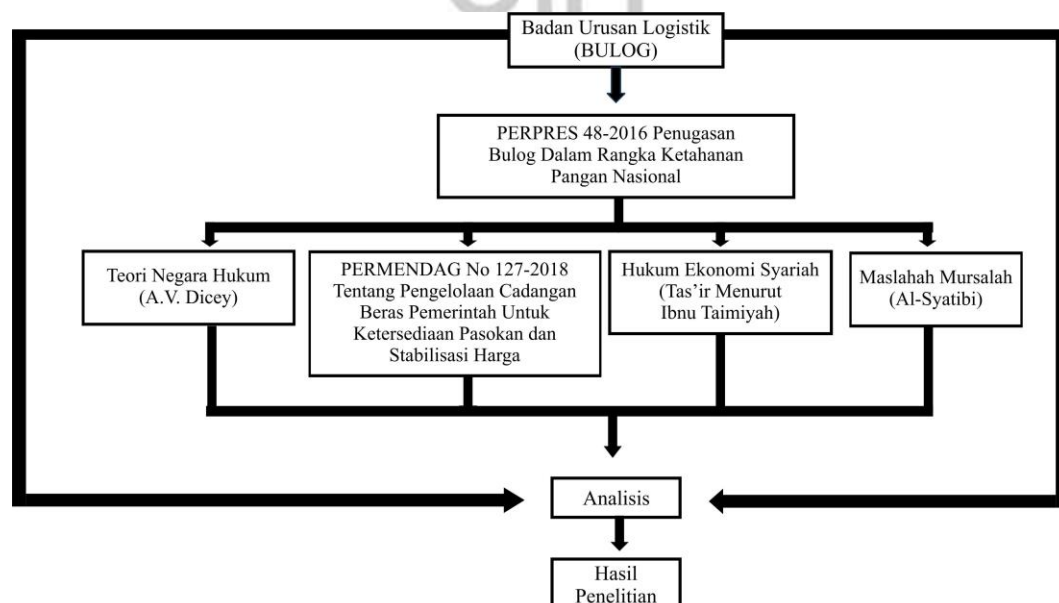 Badan Urusan Logistik
(BULOG)
PERPRES 48-2016 Penugasan
Bulog Dalam Rangka Ketahanan
Pangan Nasional
Teori Negara Hukum
(A.V. Dicey)
PERMENDAG No 127-2018
Tentang Pengelolaan Cadangan
Beras Pemerintah Untuk
Ketersediaan Pasokan dan
Stabilisasi Harga
Hukum Ekonomi Syariah
(Tas’ir Menurut
Ibnu Taimiyah)
Maslahah Mursalah
(Al-Syatibi)
Analisis
Hasil
Penelitian